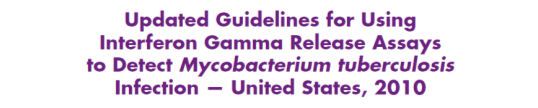 Updated Guidelines for Using
Interferon Gamma Release Assays
to Detect Mycobacterium tuberculosis
Infection — United States, 2010